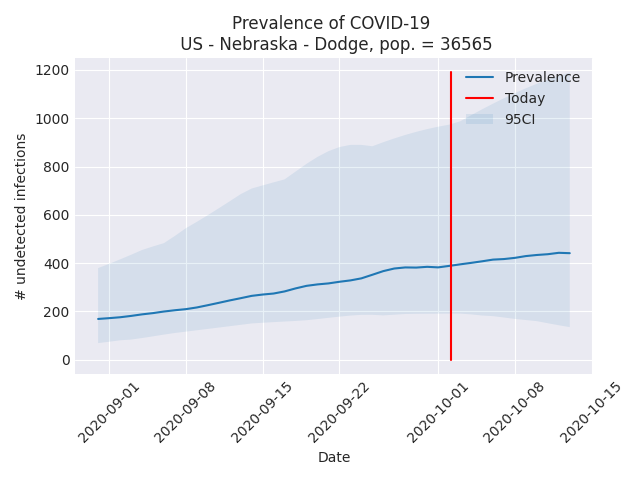 Prevalence of COVID-19
US - Nebraska - Dodge, pop. = 36565
1200
1000
800
600
400
200
0
# undetected infections
Prevalence
Today
95CI
2020-09-01
2020-09-08
2020-09-15
2020-09-22
2020-10-01
2020-10-08
2020-10-15
Date